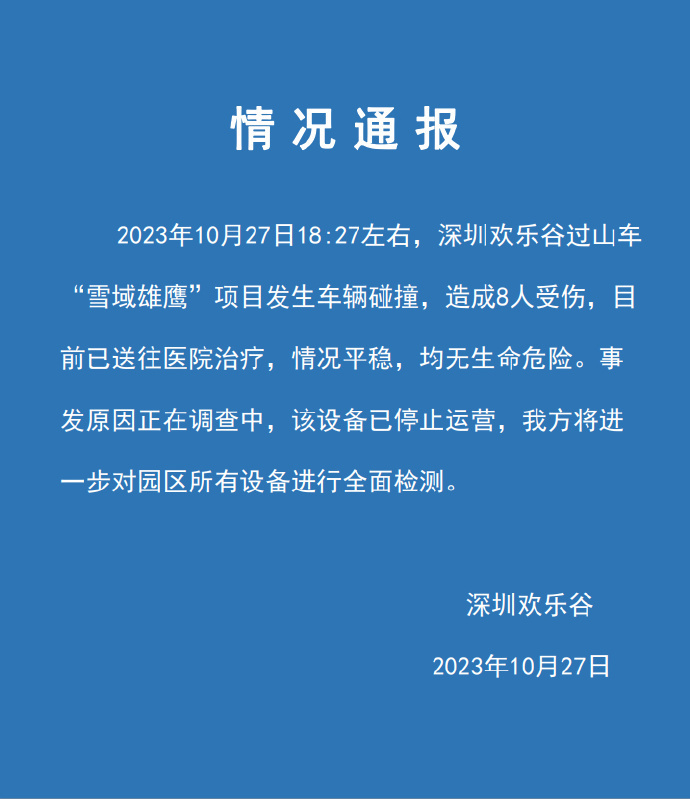 情况通报
2023年10月27日18:27左右，深圳欢乐谷过山车
“雪域雄鹰”项目发生车辆碰撞，造成8人受伤，目
前已送往医院治疗，情况平稳，均无生命危险。事
发原因正在调查中，该设备已停止运营，我方将进
一步对园区所有设备进行全面检测。
深圳欢乐谷
2023年10月27日